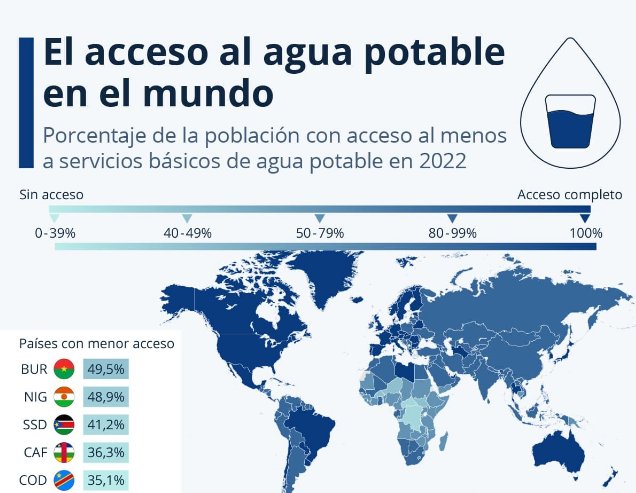 El acceso al agua potable
en el mundo
Porcentaje de la población con acceso al menos
a servicios básicos de agua potable en 2022
Sin acceso Acceso completo
0-39% 40-49% 50-79% 80-99% 100%
Países con menor acceso
BUR 49,5%
NIG 48,9%
SSD 41,2%
CAF 36,3%
COD 35,1%